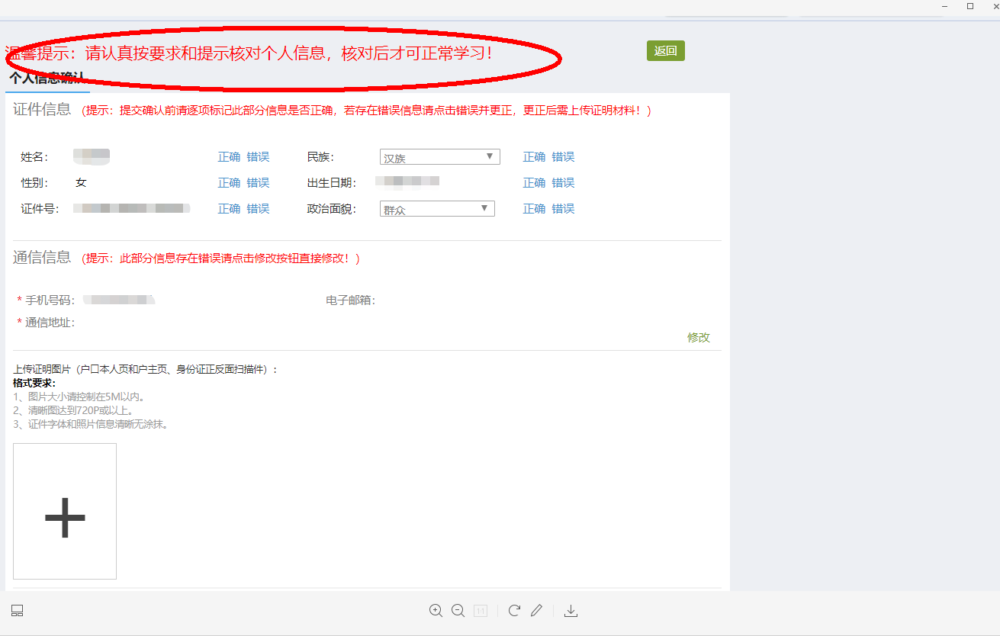 温馨提示：请认真按要求和提示核对个人信息，核对后才可正常学习！
返回
个人信息确认
证件信息 (提示：提交确认前请逐项标记此部分信息是否正确，若存在错误信息请点击错误并更正，更正后需上传证明材料！)
姓名： 正确 错误 民族： 汉族 正确 错误
性别： 女 正确 错误 出生日期： 正确 错误
证件号： 正确 错误 政治面貌： 群众 正确 错误
通信信息 (提示：此部分信息存在错误请点击修改按钮直接修改！)
* 手机号码： 电子邮箱：
* 通信地址：
修改
上传证明图片（户口本人页和户主页、身份证正反面扫描件）：
格式要求：
1、图片大小请控制在5M以内。
2、清晰图达到720P或以上。
3、证件字体和照片信息清晰无涂抹。
1:1